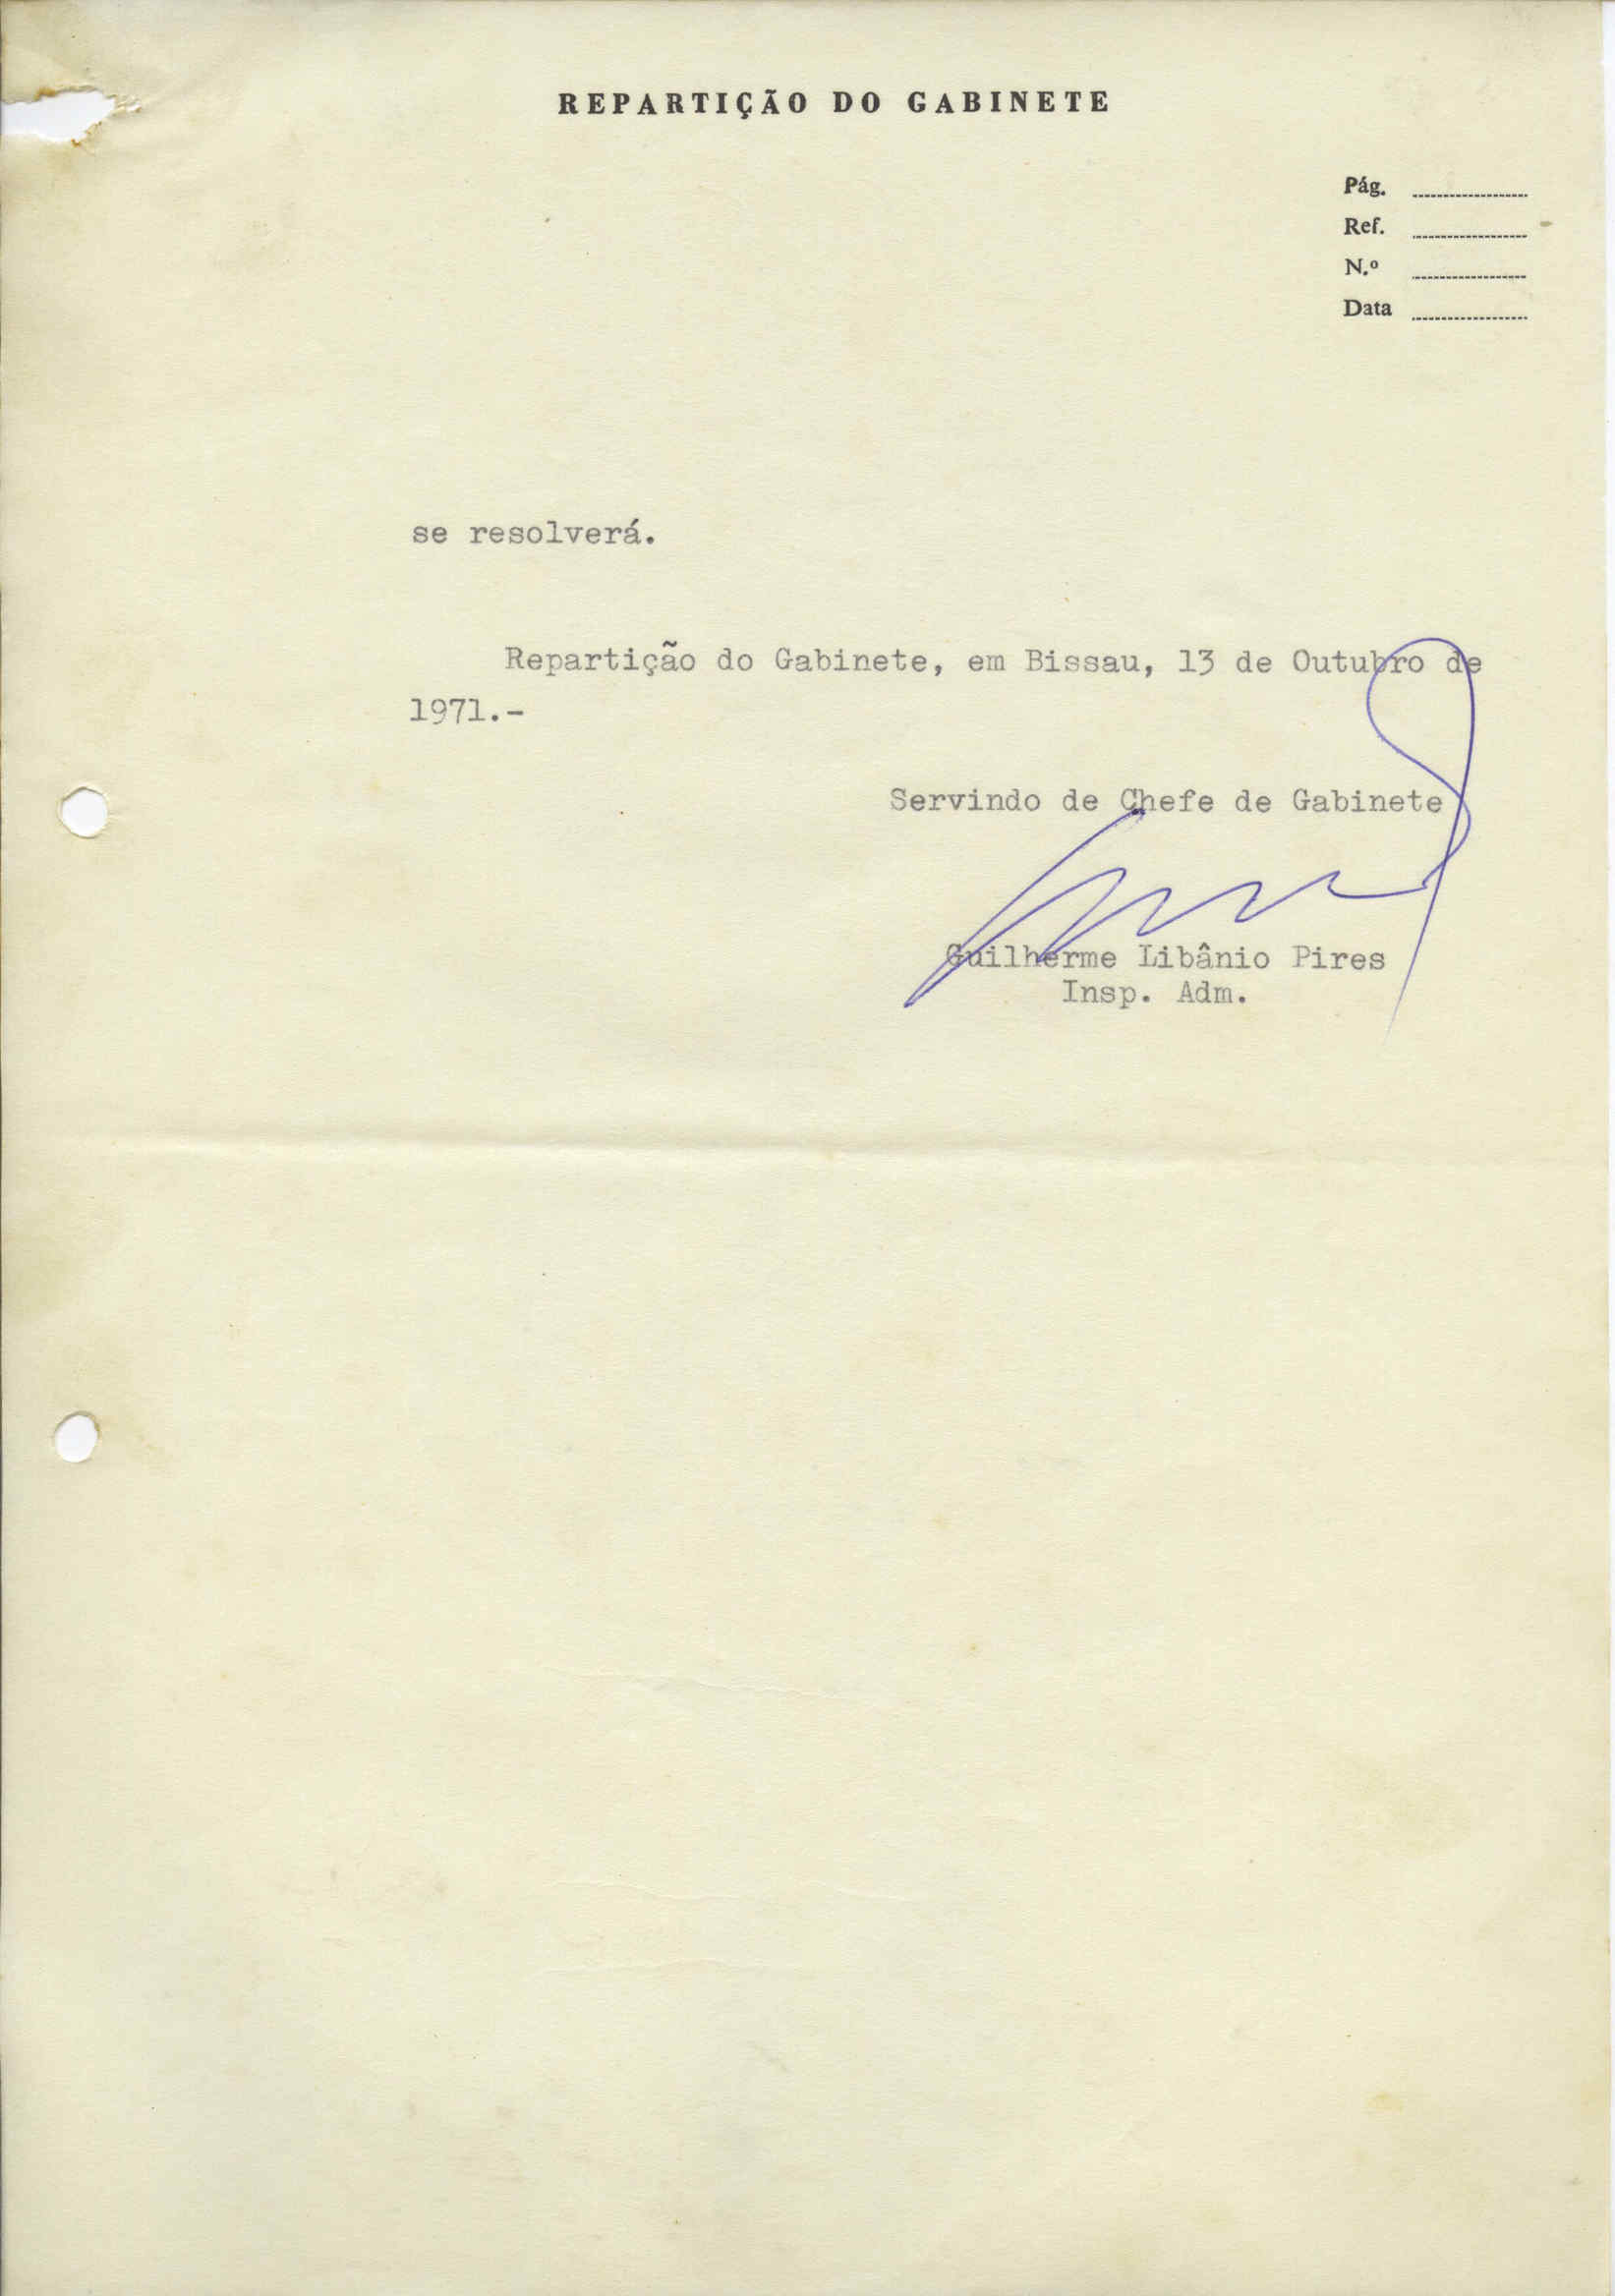 REPARTIÇÃO DO GABINETE
Pág.
Ref.
N.º
Data
se resolverá.
Repartição do Gabinete, em Bissau, 13 de Outubro de
1971.-
Servindo de Chefe de Gabinete
Guilherme Libânio Pires
Insp. Adm.